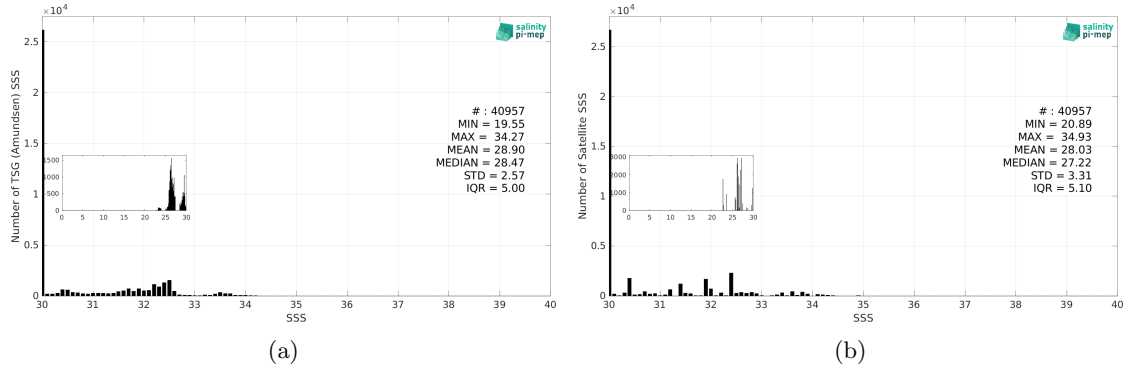 ×10⁴
salinity
pi-mep
2.5
2
1.5
1
0.5
0
Number of TSG (Amundsen) SSS
# : 40957
MIN = 19.55
MAX = 34.27
MEAN = 28.90
MEDIAN = 28.47
STD = 2.57
IQR = 5.00
1500
1000
500
0
0 5 10 15 20 25 30
30 31 32 33 34 35 36 37 38 39 40
SSS
(a)
×10⁴
salinity
pi-mep
2.5
2
1.5
1
0.5
0
Number of Satellite SSS
# : 40957
MIN = 20.89
MAX = 34.93
MEAN = 28.03
MEDIAN = 27.22
STD = 3.31
IQR = 5.10
3000
2000
1000
0
0 5 10 15 20 25 30
30 31 32 33 34 35 36 37 38 39 40
SSS
(b)